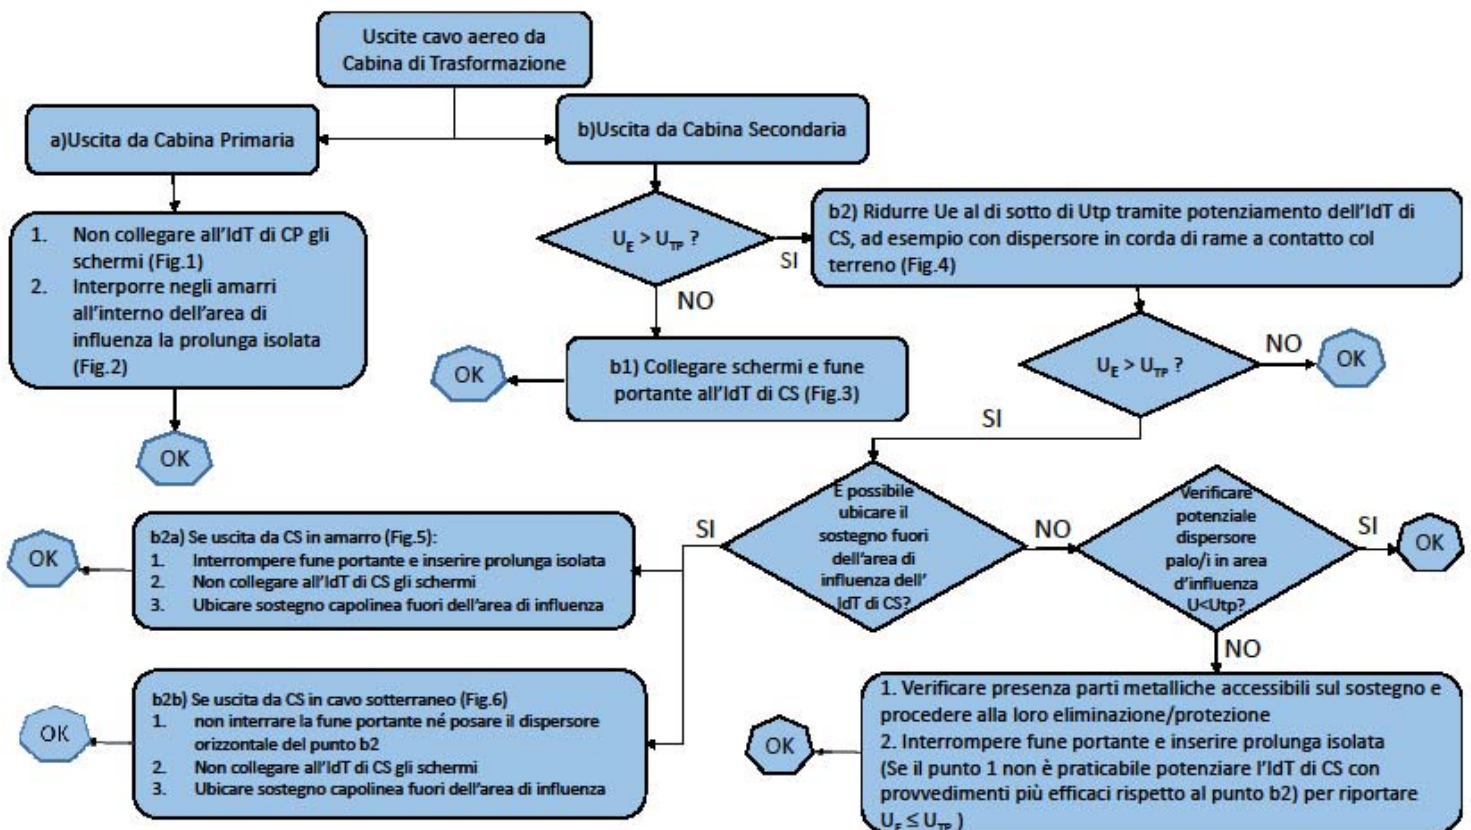 Uscite cavo aereo da
Cabina di Trasformazione
a)Uscita da Cabina Primaria
b)Uscita da Cabina Secondaria
1. Non collegare all'IdT di CP gli
schermi (Fig.1)
2. Interporre negli amarri
all'interno dell'area di
influenza la prolunga isolata
(Fig.2)
OK
U_E > U_TP ?
SI
NO
b2) Ridurre Ue al di sotto di Utp tramite potenziamento dell'IdT di
CS, ad esempio con dispersore in corda di rame a contatto col
terreno (Fig.4)
b1) Collegare schermi e fune
portante all'IdT di CS (Fig.3)
OK
U_E > U_TP ?
NO
OK
SI
E possibile
ubicare il
sostegno fuori
dell'area di
influenza dell'
IdT di CS?
SI
NO
Verificare
potenziale
dispersore
palo/i in area
d'influenza
U<Utp?
SI
OK
NO
b2a) Se uscita da CS in amarro (Fig.5):
1. Interrompere fune portante e inserire prolunga isolata
2. Non collegare all'IdT di CS gli schermi
3. Ubicare sostegno capolinea fuori dell'area di influenza
OK
b2b) Se uscita da CS in cavo sotterraneo (Fig.6)
1. non interrare la fune portante né posare il dispersore
orizzontale del punto b2
2. Non collegare all'IdT di CS gli schermi
3. Ubicare sostegno capolinea fuori dell'area di influenza
OK
1. Verificare presenza parti metalliche accessibili sul sostegno e
procedere alla loro eliminazione/protezione
2. Interrompere fune portante e inserire prolunga isolata
(Se il punto 1 non è praticabile potenziare l'IdT di CS con
provvedimenti più efficaci rispetto al punto b2) per riportare
U_E ≤ U_TP )
OK